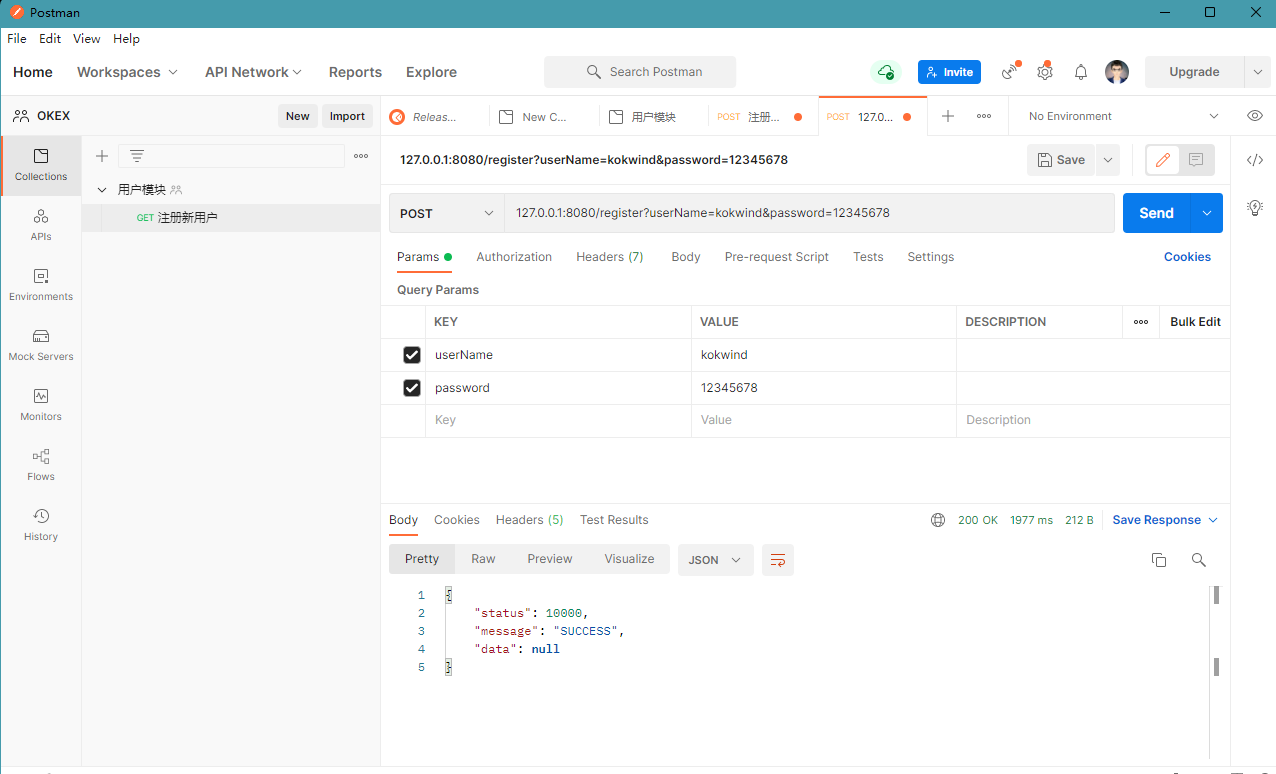 Postman
File Edit View Help
Home Workspaces API Network Reports Explore Search Postman Invite Upgrade
OKEX New Import Releas... New C... 用户模块 POST 注册... POST 127.0... No Environment
127.0.0.1:8080/register?userName=kokwind&password=12345678 Save
Collections
用户模块
GET 注册新用户
APIs
Environments
Mock Servers
Monitors
Flows
History
POST 127.0.0.1:8080/register?userName=kokwind&password=12345678 Send
Params Authorization Headers (7) Body Pre-request Script Tests Settings Cookies
Query Params
KEY VALUE DESCRIPTION Bulk Edit
userName kokwind
password 12345678
Key Value Description
Body Cookies Headers (5) Test Results 200 OK 1977 ms 212 B Save Response
Pretty Raw Preview Visualize JSON
1 {
2 "status": 10000,
3 "message": "SUCCESS",
4 "data": null
5 }